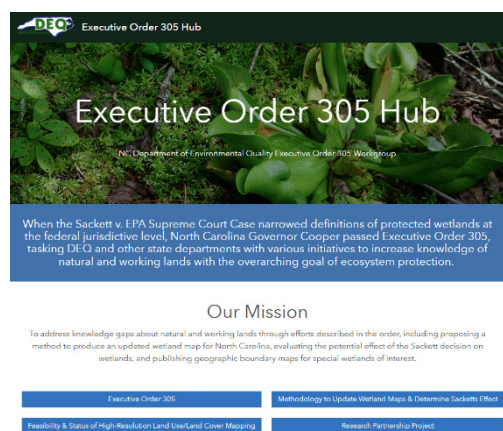 DEQ Executive Order 305 Hub
Executive Order 305 Hub
NC Department of Environmental Quality Executive Order 305 Workgroup
When the Sackett v. EPA Supreme Court Case narrowed definitions of protected wetlands at
the federal jurisdictive level, North Carolina Governor Cooper passed Executive Order 305,
tasking DEQ and other state departments with various initiatives to increase knowledge of
natural and working lands with the overarching goal of ecosystem protection.
Our Mission
To address knowledge gaps about natural and working lands through efforts described in the order, including proposing a
method to produce an updated wetland map for North Carolina, evaluating the potential effect of the Sackett decision on
wetlands, and publishing geographic boundary maps for special wetlands of interest.
Executive Order 305
Methodology to Update Wetland Maps & Determine Sacketts Effect
Feasibility & Status of High-Resolution Land Use/Land Cover Mapping
Research Partnership Project